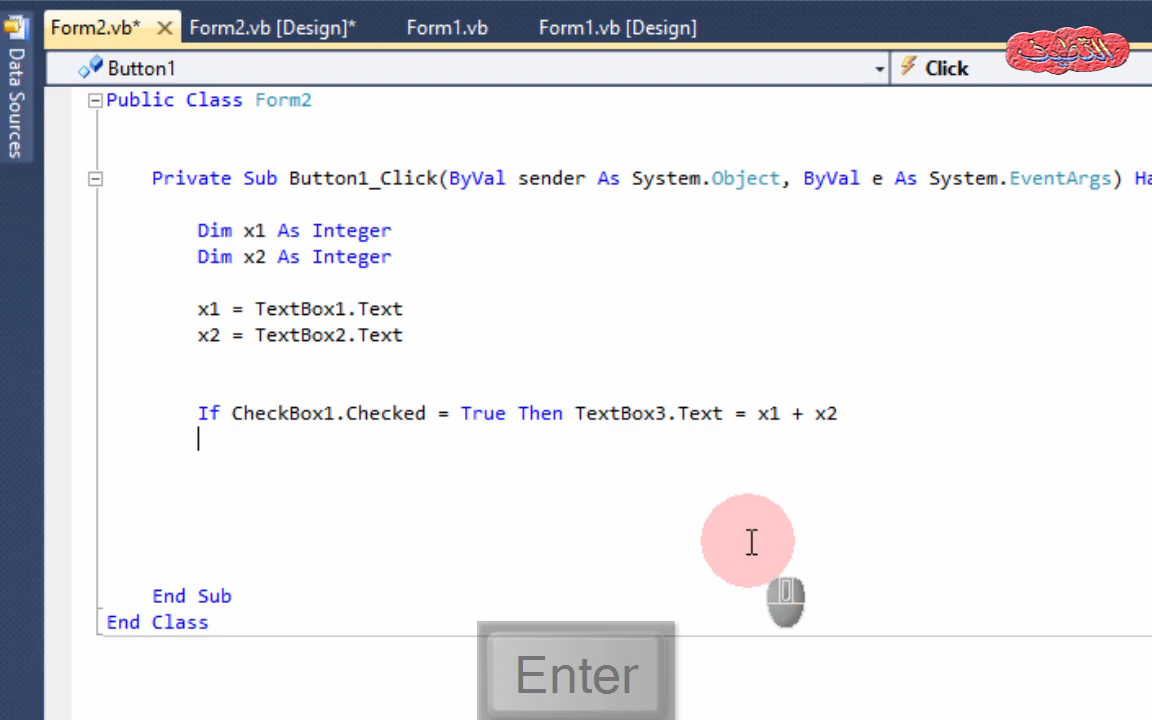 Form2.vb*
Form2.vb [Design]*
Form1.vb
Form1.vb [Design]
Data Sources
Button1
Click
Public Class Form2
Private Sub Button1_Click(ByVal sender As System.Object, ByVal e As System.EventArgs) Ha
Dim x1 As Integer
Dim x2 As Integer
x1 = TextBox1.Text
x2 = TextBox2.Text
If CheckBox1.Checked = True Then TextBox3.Text = x1 + x2
End Sub
End Class
Enter